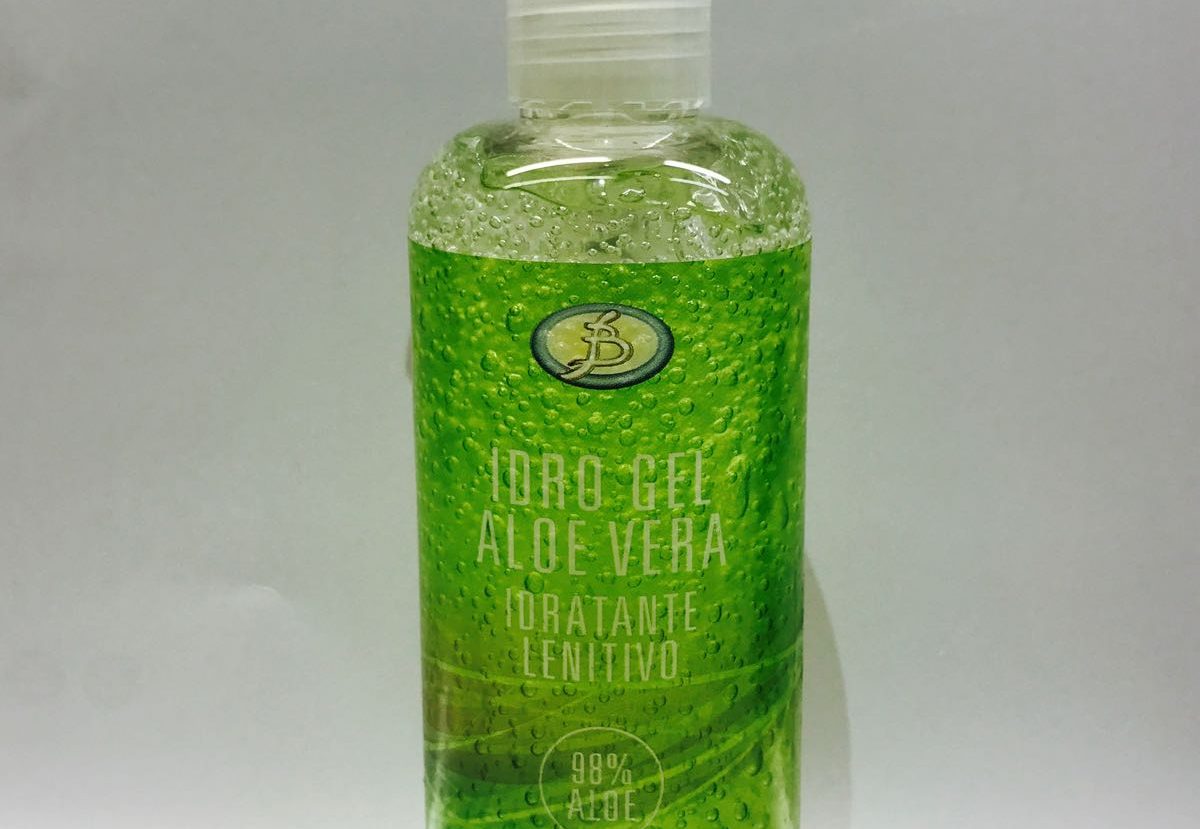 IDRO GEL
ALOE VERA
IDRATANTE
LENITIVO
98%
ALOE